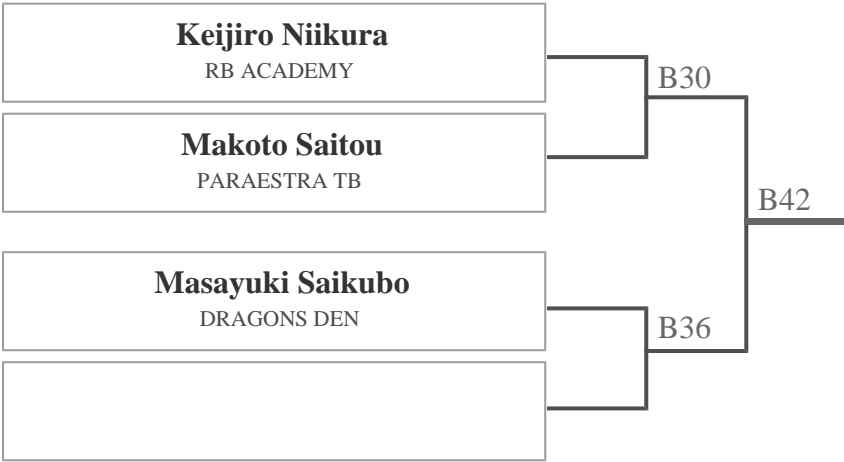 Keijiro Niikura
RB ACADEMY
B30
Makoto Saitou
PARAESTRA TB
B42
Masayuki Saikubo
DRAGONS DEN
B36